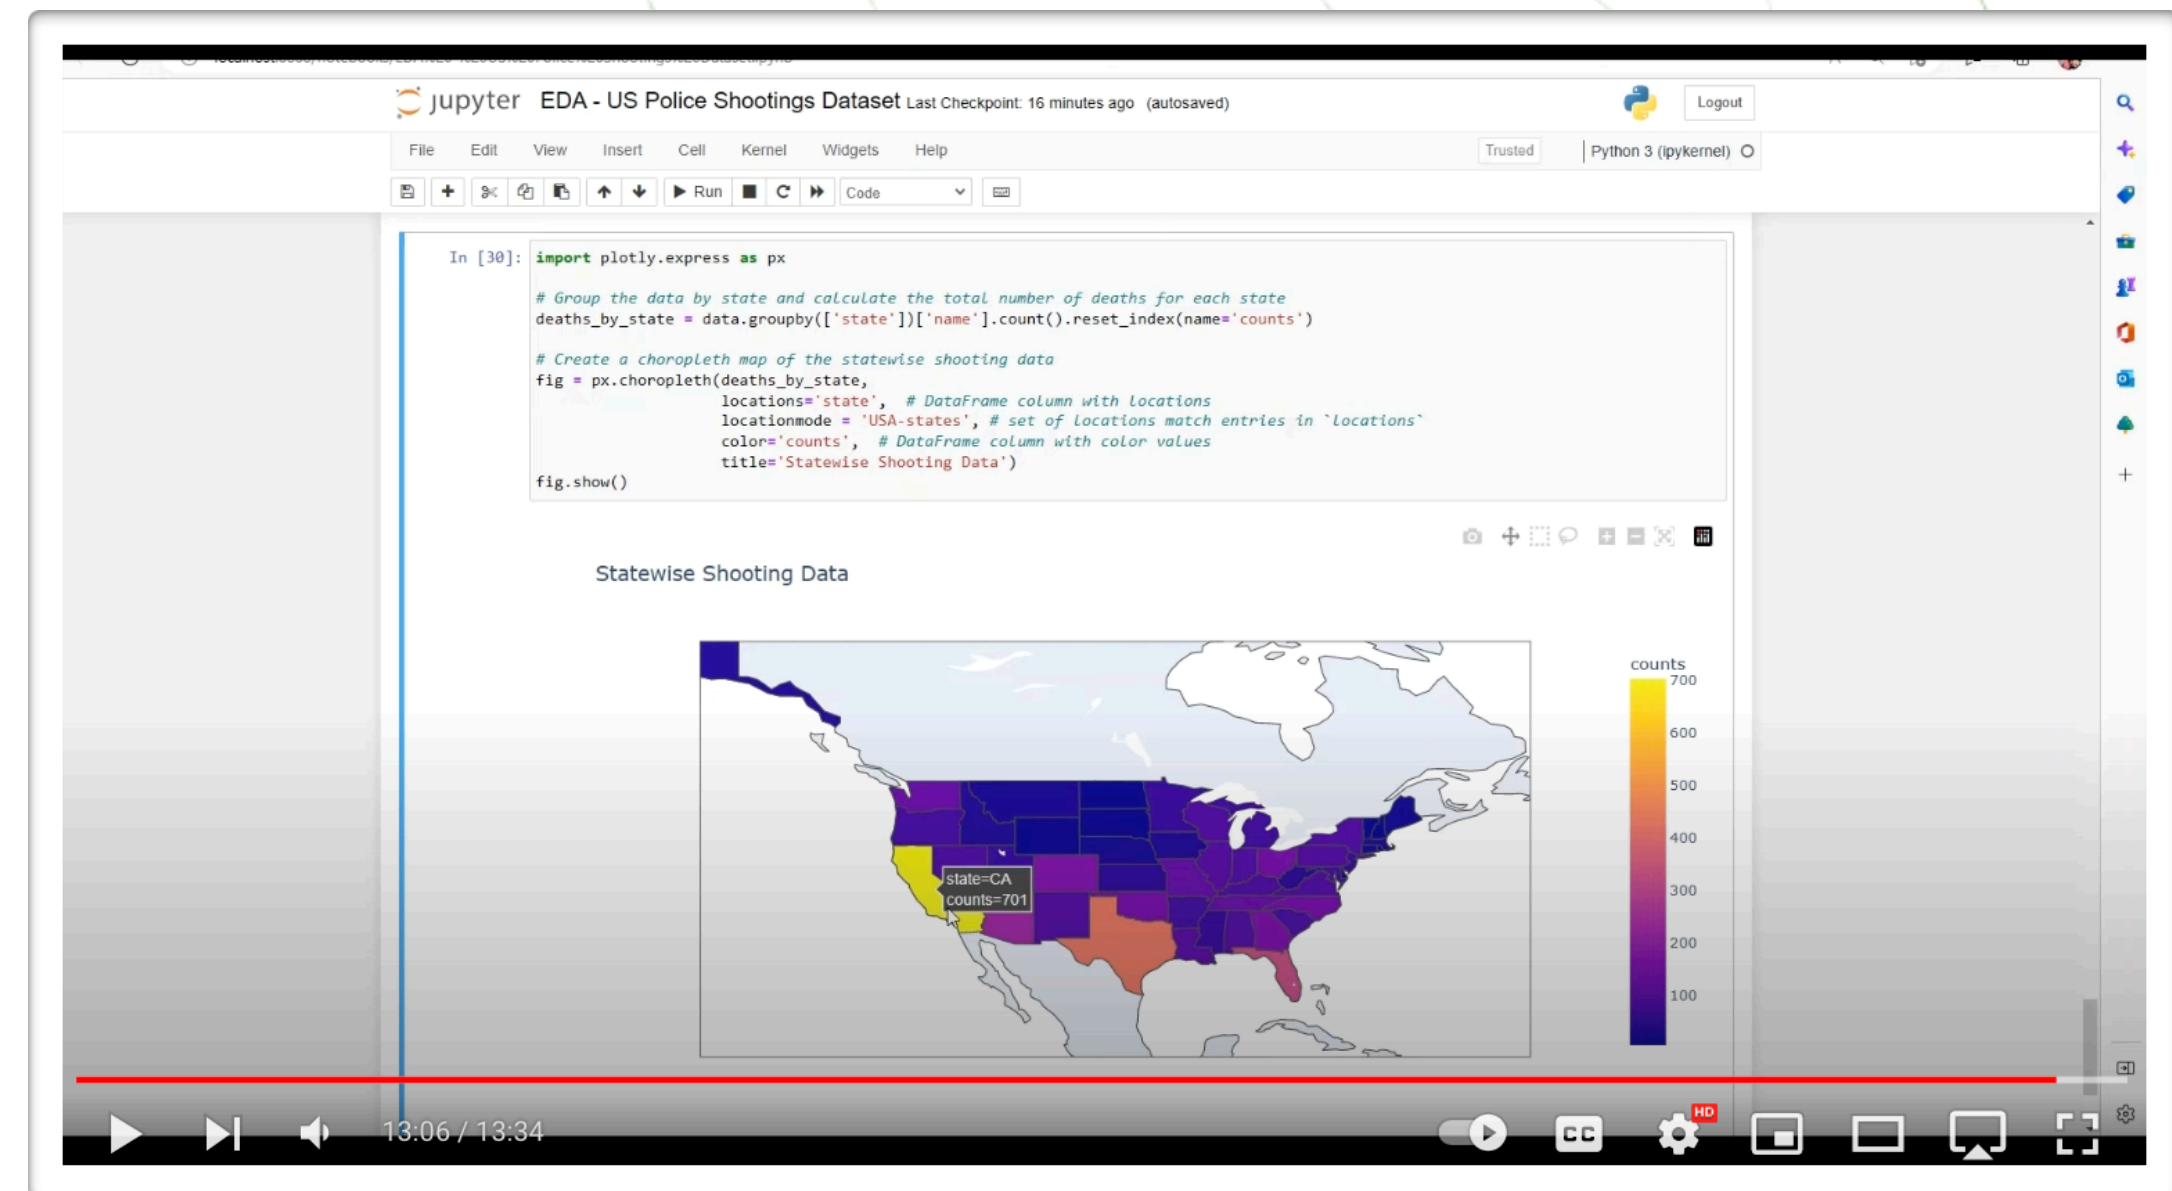 jupyter EDA - US Police Shootings Dataset Last Checkpoint: 16 minutes ago (autosaved)
Logout
File Edit View Insert Cell Kernel Widgets Help
Trusted
Python 3 (ipykernel)
Run
Code
In [30]: import plotly.express as px
# Group the data by state and calculate the total number of deaths for each state
deaths_by_state = data.groupby(['state'])['name'].count().reset_index(name='counts')
# Create a choropleth map of the statewise shooting data
fig = px.choropleth(deaths_by_state,
locations='state', # DataFrame column with locations
locationmode = 'USA-states', # set of locations match entries in `locations`
color='counts', # DataFrame column with color values
title='Statewise Shooting Data')
fig.show()
Statewise Shooting Data
counts
700
600
500
400
300
200
100
state=CA
counts=701
13:06 / 13:34
CC
HD